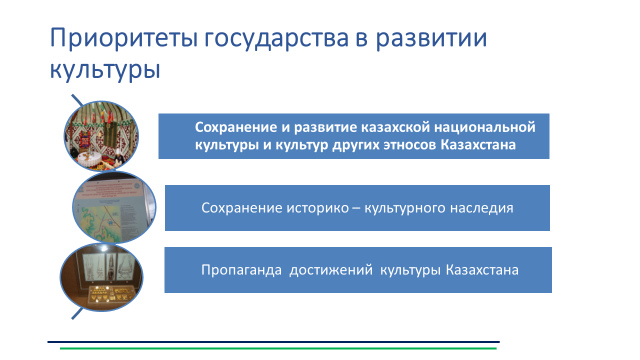 Приоритеты государства в развитии
культуры
Сохранение и развитие казахской национальной
культуры и культур других этносов Казахстана
Сохранение историко – культурного наследия
Пропаганда достижений культуры Казахстана